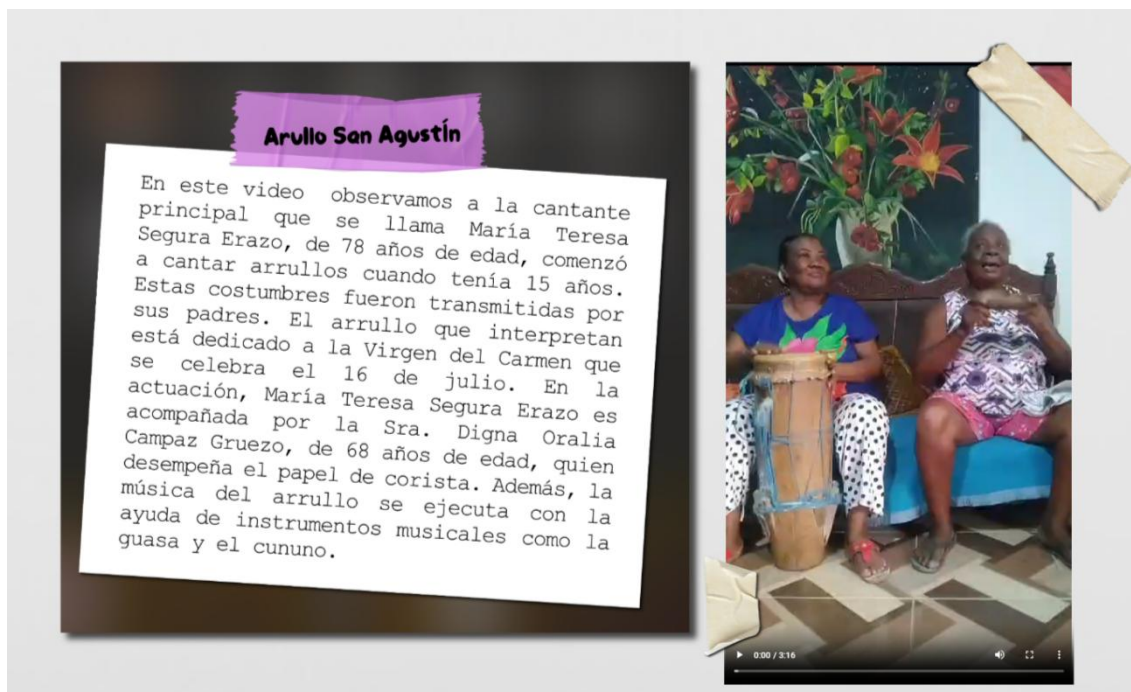 Arullo San Agustín
En este video observamos a la cantante
principal que se llama María Teresa
Segura Erazo, de 78 años de edad, comenzó
a cantar arrullos cuando tenía 15 años.
Estas costumbres fueron transmitidas por
sus padres. El arrullo que interpretan
está dedicado a la Virgen del Carmen que
se celebra el 16 de julio. En la
actuación, María Teresa Segura Erazo es
acompañada por la Sra. Digna Oralia
Campaz Gruezo, de 68 años de edad, quien
desempeña el papel de corista. Además, la
música del arrullo se ejecuta con la
ayuda de instrumentos musicales como la
guasa y el cununo.
0:00 / 3:16